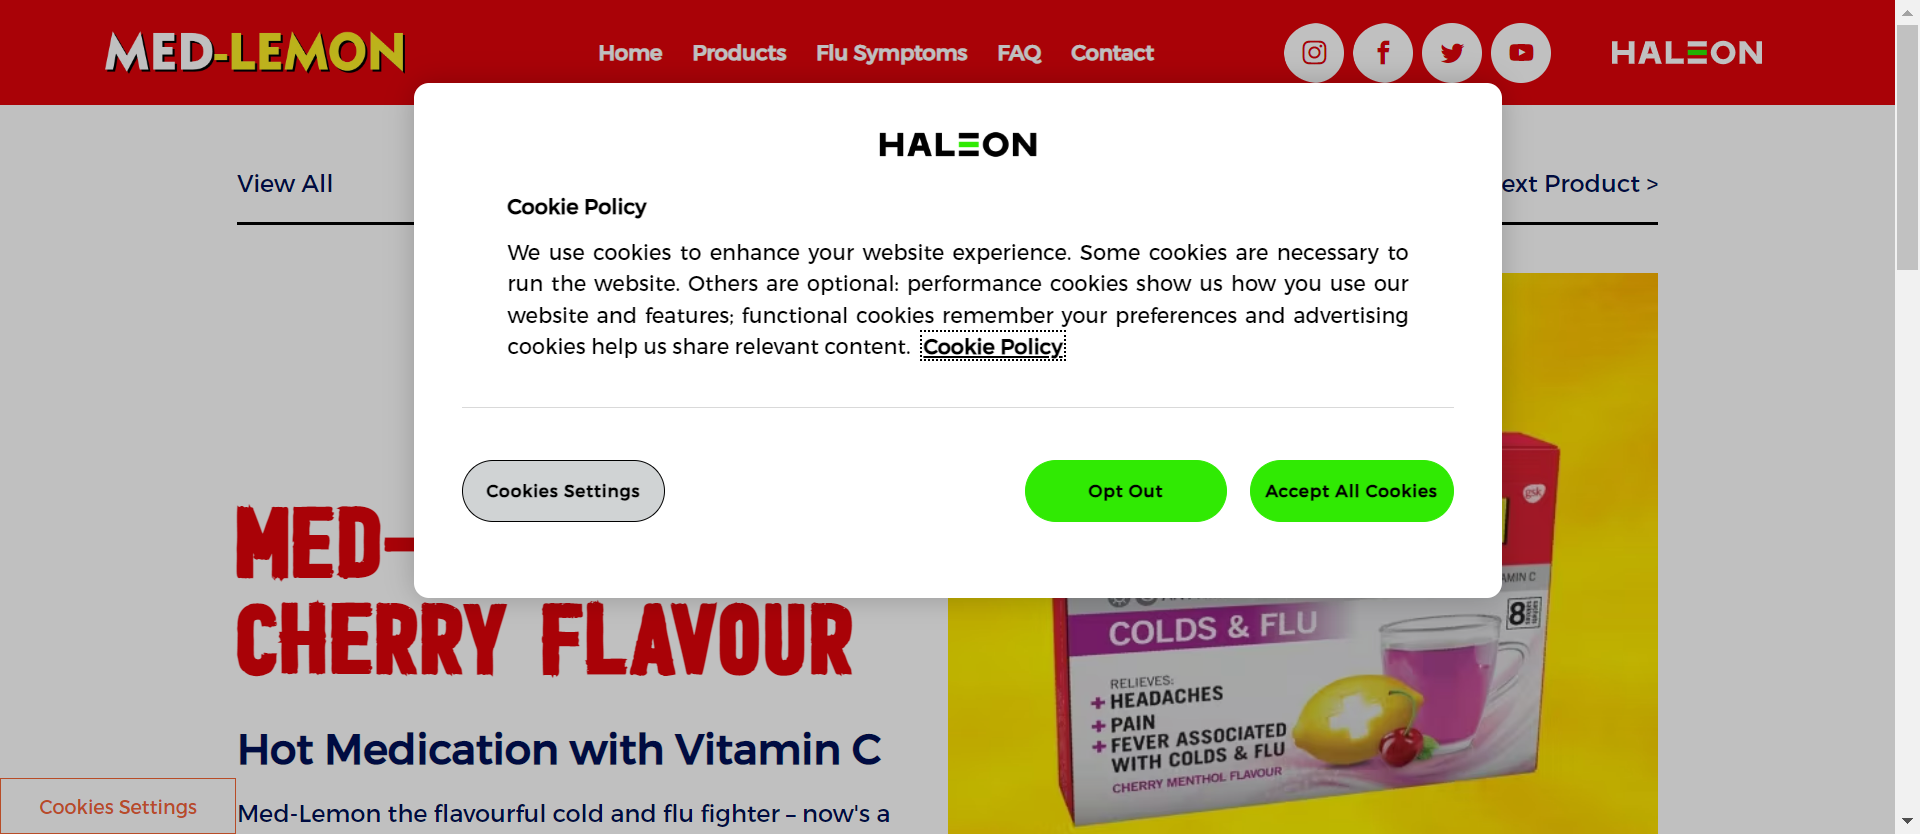 MED-LEMON
Home
Products
Flu Symptoms
FAQ
Contact
HALEON
View All
ext Product >
HALEON
Cookie Policy
We use cookies to enhance your website experience. Some cookies are necessary to
run the website. Others are optional: performance cookies show us how you use our
website and features; functional cookies remember your preferences and advertising
cookies help us share relevant content. Cookie Policy
Cookies Settings
Opt Out
Accept All Cookies
MED-
CHERRY FLAVOUR
Hot Medication with Vitamin C
Med-Lemon the flavourful cold and flu fighter – now's a
Cookies Settings
gsk
AMIN C
8
COLDS & FLU
RELIEVES:
+ HEADACHES
+ PAIN
+ FEVER ASSOCIATED
WITH COLDS & FLU
CHERRY MENTHOL FLAVOUR